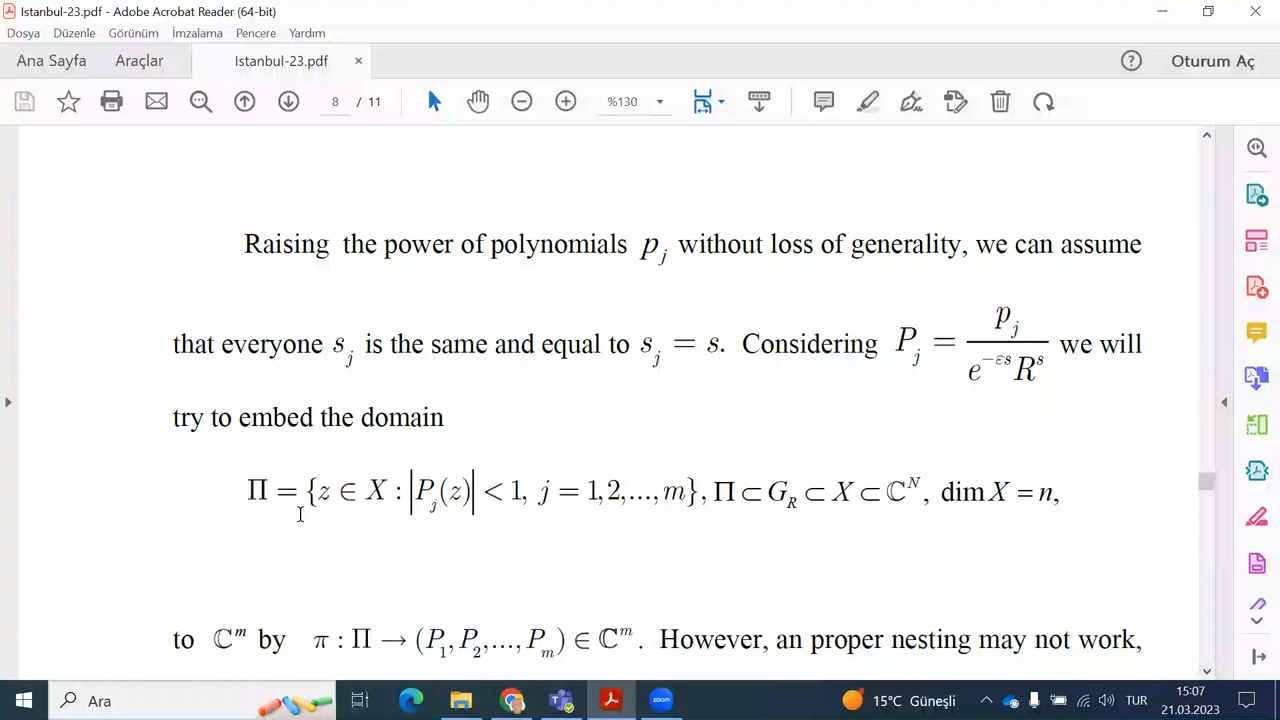 Istanbul-23.pdf - Adobe Acrobat Reader (64-bit)
Dosya Düzenle Görünüm İmzalama Pencere Yardım
Ana Sayfa Araçlar Istanbul-23.pdf × ? Oturum Aç
8 / 11 %130
Raising the power of polynomials p_j without loss of generality, we can assume
that everyone s_j is the same and equal to s_j = s. Considering P_j = p_j / (e^{-εs} R^s) we will
try to embed the domain
Π = {z ∈ X : |P_j(z)| < 1, j = 1,2,...,m}, Π ⊂ G_R ⊂ X ⊂ ℂ^N, dim X = n,
to ℂ^m by π : Π → (P_1, P_2, ..., P_m) ∈ ℂ^m . However, an proper nesting may not work,
Ara zoom 15°C Güneşli TUR 15:07
21.03.2023